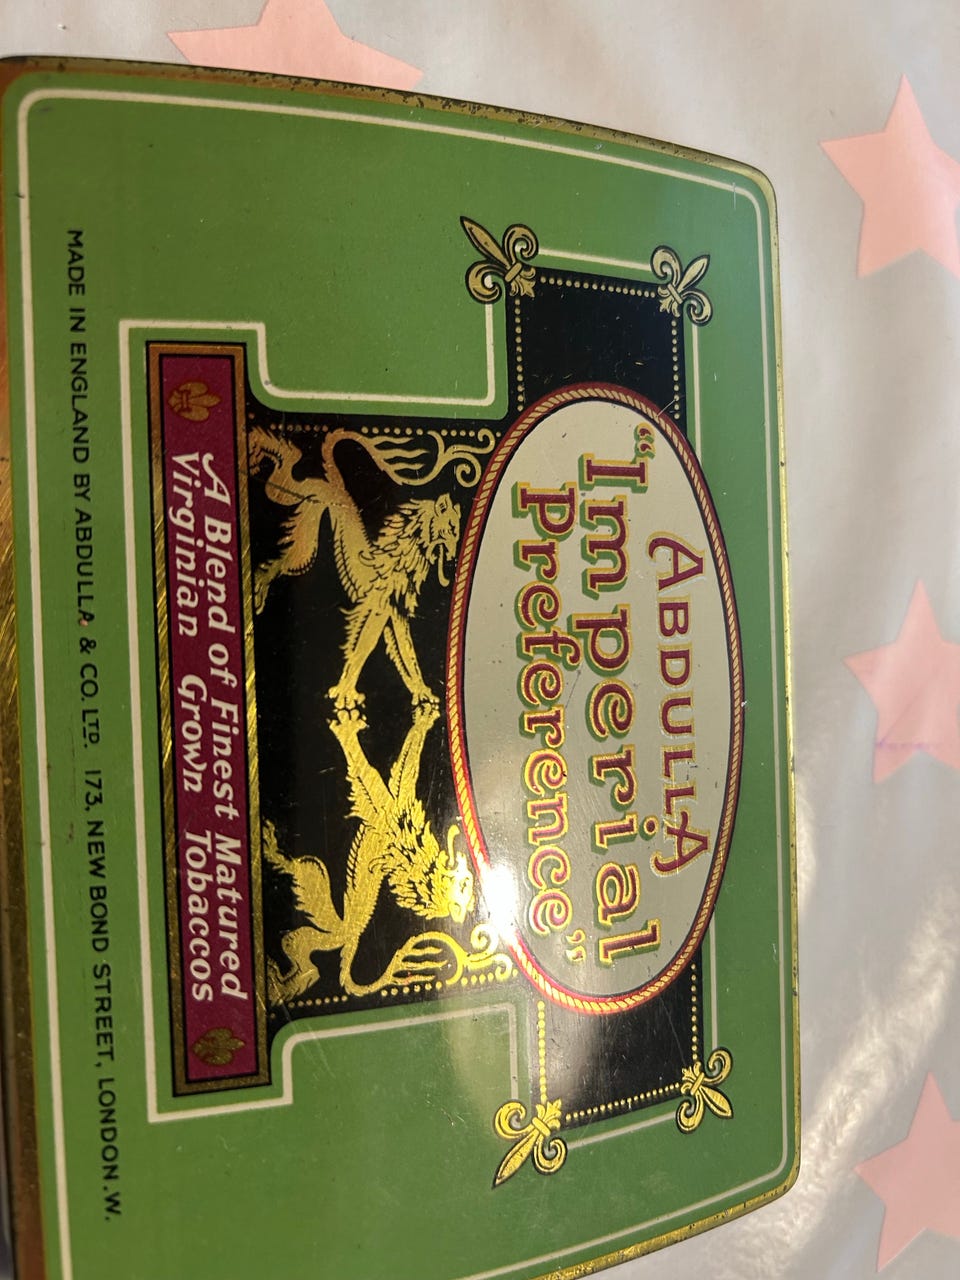 ABDULLA
"Imperial
Preference"
A Blend of Finest Matured
Virginian Grown Tobaccos
MADE IN ENGLAND BY ABDULLA & CO. LTD. 173, NEW BOND STREET, LONDON.W.